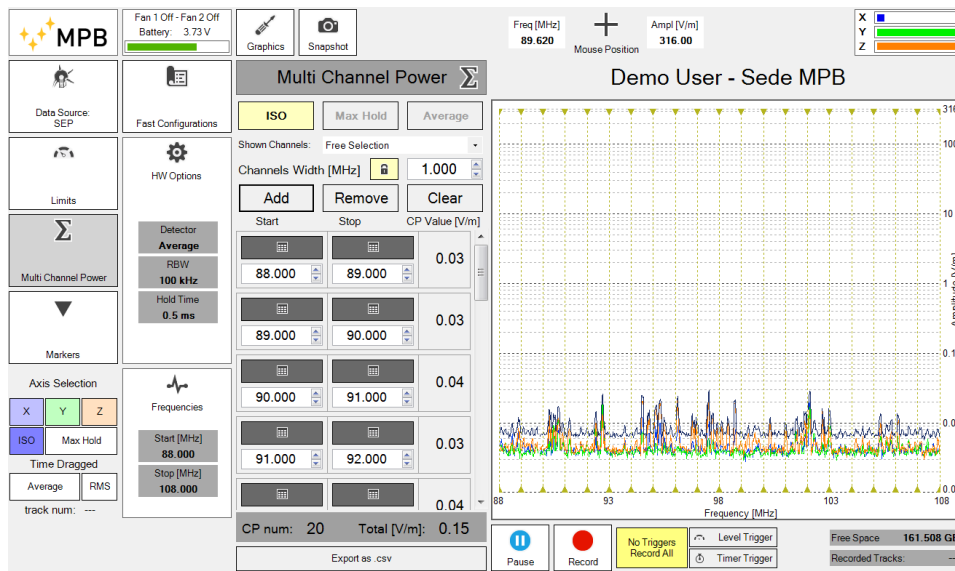 MPB
Fan 1 Off - Fan 2 Off
Battery: 3.73 V
Graphics
Snapshot
Freq [MHz]
89.620
Mouse Position
Ampl [V/m]
316.00
X
Y
Z
Data Source:
SEP
Fast Configurations
Limits
HW Options
Detector
Average
RBW
100 kHz
Hold Time
0.5 ms
Multi Channel Power
Markers
Axis Selection
X Y Z
ISO Max Hold
Time Dragged
Average RMS
track num: ---
Frequencies
Start [MHz]
88.000
Stop [MHz]
108.000
Multi Channel Power Σ
ISO Max Hold Average
Shown Channels: Free Selection
Channels Width [MHz] 1.000
Add Remove Clear
Start Stop CP Value [V/m]
88.000 89.000 0.03
89.000 90.000 0.03
90.000 91.000 0.04
91.000 92.000 0.03
0.04
CP num: 20 Total [V/m]: 0.15
Export as .csv
Demo User - Sede MPB
316
100
10
1
0.1
0.0
0.0
Amplitude [V/m]
88 93 98 103 108
Frequency [MHz]
Pause
Record
No Triggers
Record All
Level Trigger
Timer Trigger
Free Space 161.508 GB
Recorded Tracks: --